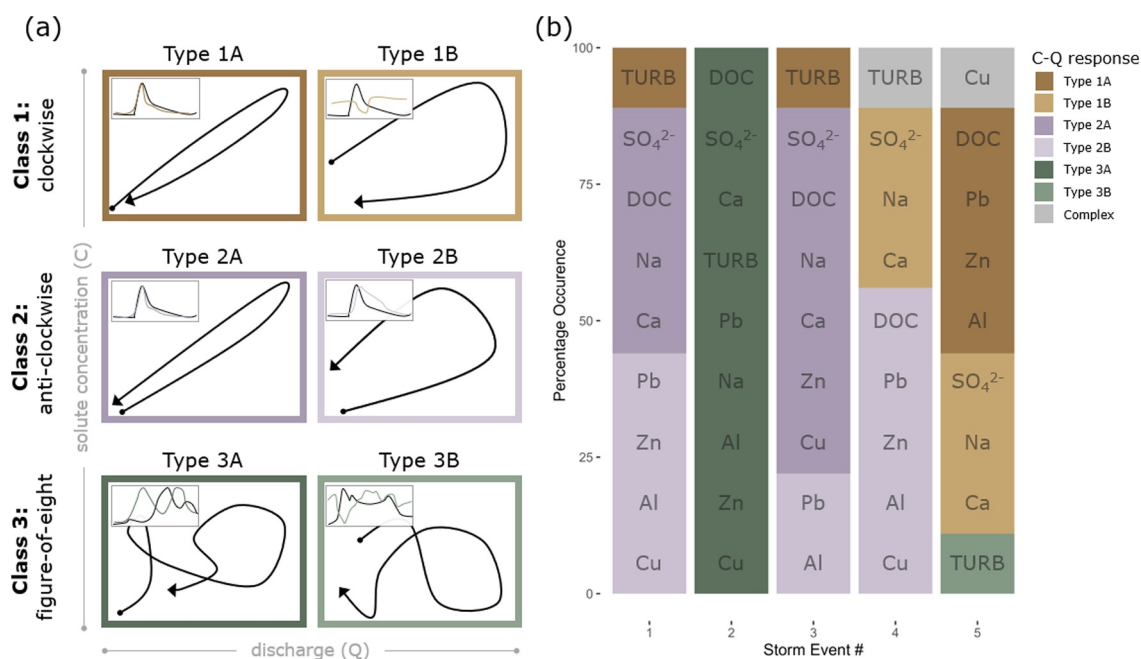 (a)
Type 1A
Type 1B
Class 1:
clockwise
Type 2A
Type 2B
Class 2:
anti-clockwise
Type 3A
Type 3B
Class 3:
figure-of-eight
solute concentration (C)
discharge (Q)
(b)
Percentage Occurence
100
75
50
25
0
TURB
SO₄²⁻
DOC
Na
Ca
Pb
Zn
Al
Cu
DOC
SO₄²⁻
Ca
TURB
Pb
Na
Al
Zn
Cu
TURB
SO₄²⁻
DOC
Na
Ca
Zn
Cu
Pb
Al
TURB
SO₄²⁻
Na
Ca
DOC
Pb
Zn
Al
Cu
Cu
DOC
Pb
Zn
Al
SO₄²⁻
Na
Ca
TURB
1 2 3 4 5
Storm Event #
C-Q response
Type 1A
Type 1B
Type 2A
Type 2B
Type 3A
Type 3B
Complex